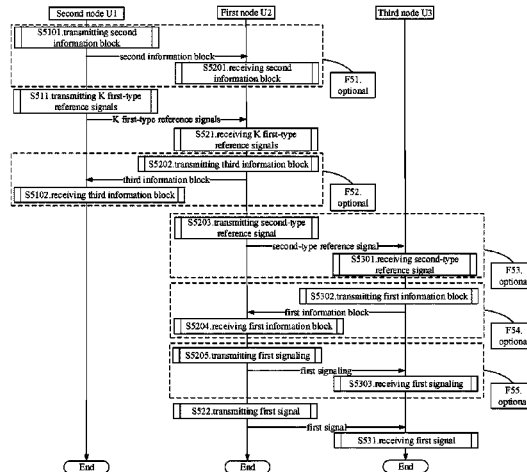 Second node U1
First node U2
Third node U3
S5101.transmitting second
information block
second information block
S5201.receiving second
information block
F51.
optional
S511.transmitting K first-type
reference signals
K first-type reference signals
S521.receiving K first-type
reference signals
S5202.transmitting third information block
third information block
S5102.receiving third information block
F52.
optional
S5203.transmitting second-type
reference signal
second-type reference signal
S5301.receiving second-type
reference signal
F53.
optional
S5302.transmitting first information block
first information block
S5204.receiving first information block
F54.
optional
S5205.transmitting first signaling
first signaling
S5303.receiving first signaling
F55.
optional
S522.transmitting first signal
first signal
S531.receiving first signal
End
End
End